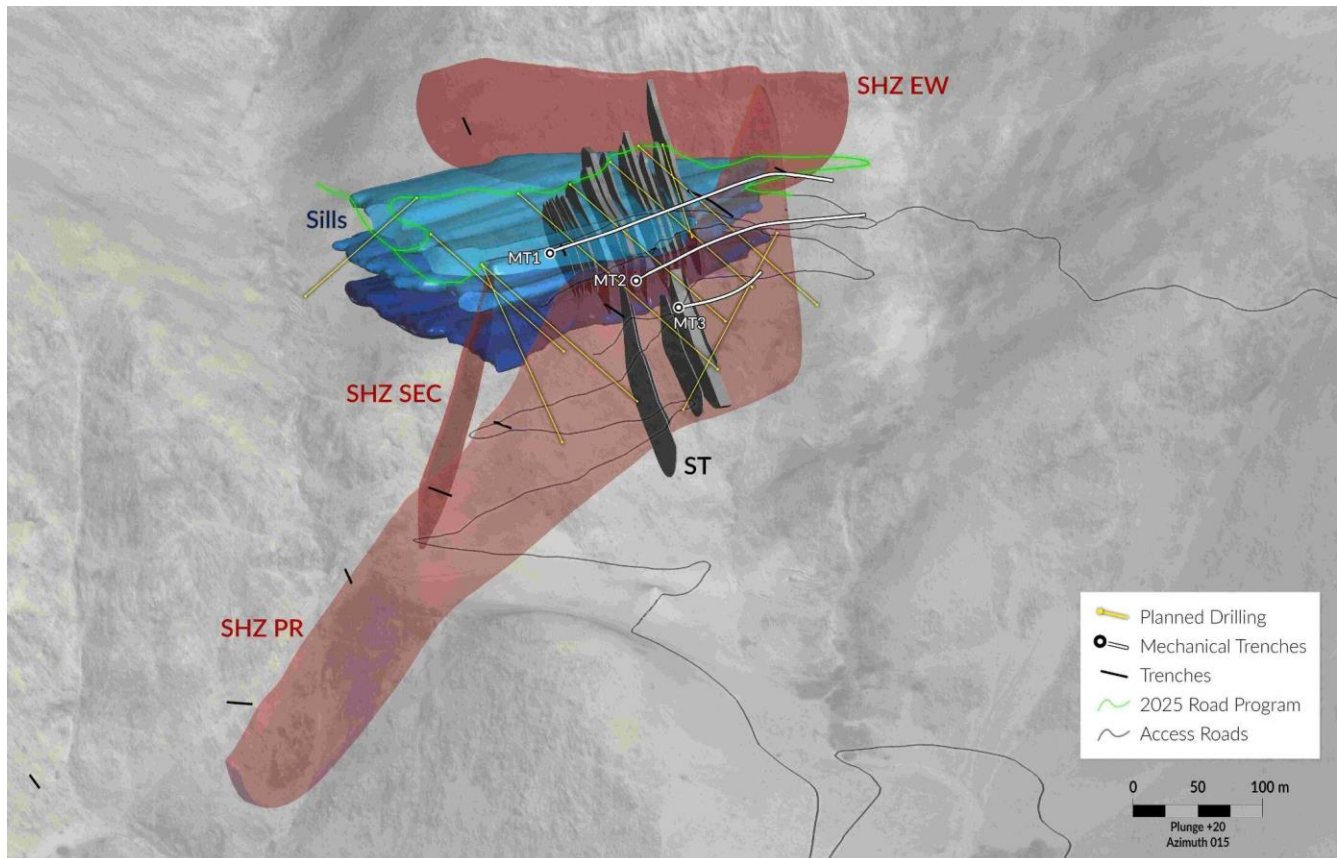 SHZ EW
Sills
MT1
MT2
MT3
SHZ SEC
ST
SHZ PR
Planned Drilling
Mechanical Trenches
Trenches
2025 Road Program
Access Roads
0 50 100 m
Plunge +20
Azimuth 015